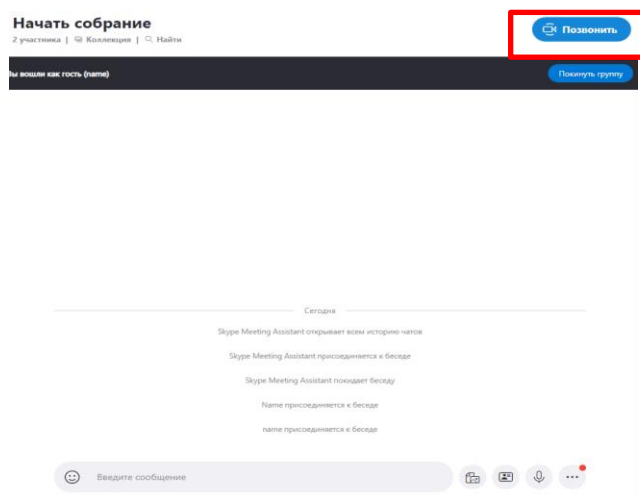 Начать собрание
2 участника | Коллекция | Найти
Позвонить
Вы вошли как гость (name)
Покинуть группу
Сегодня
Skype Meeting Assistant открывает всем историю чатов
Skype Meeting Assistant присоединяется к беседе
Skype Meeting Assistant покидает беседу
Name присоединяется к беседе
name присоединяется к беседе
Введите сообщение